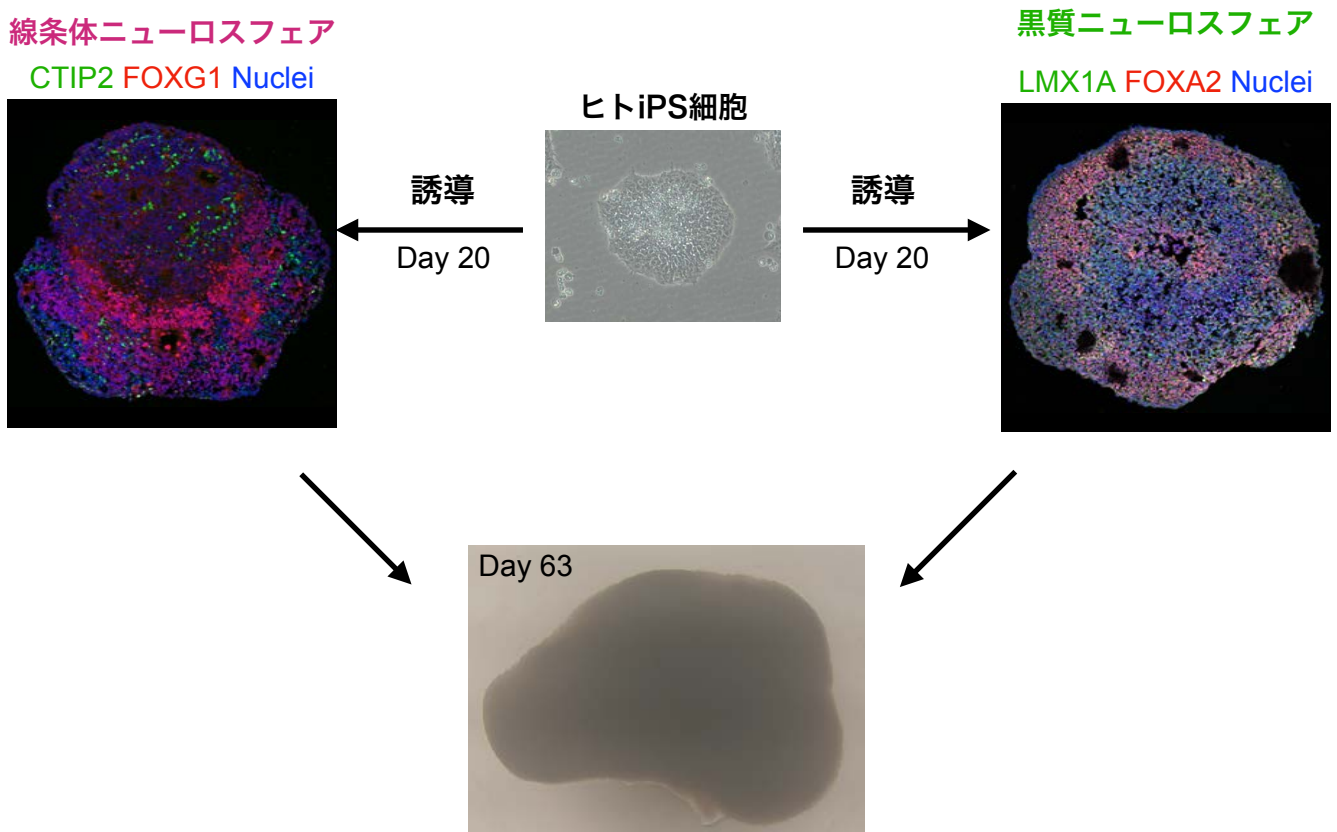 線条体ニューロスフェア
CTIP2 FOXG1 Nuclei
ヒトiPS細胞
黒質ニューロスフェア
LMX1A FOXA2 Nuclei
誘導
Day 20
誘導
Day 20
Day 63